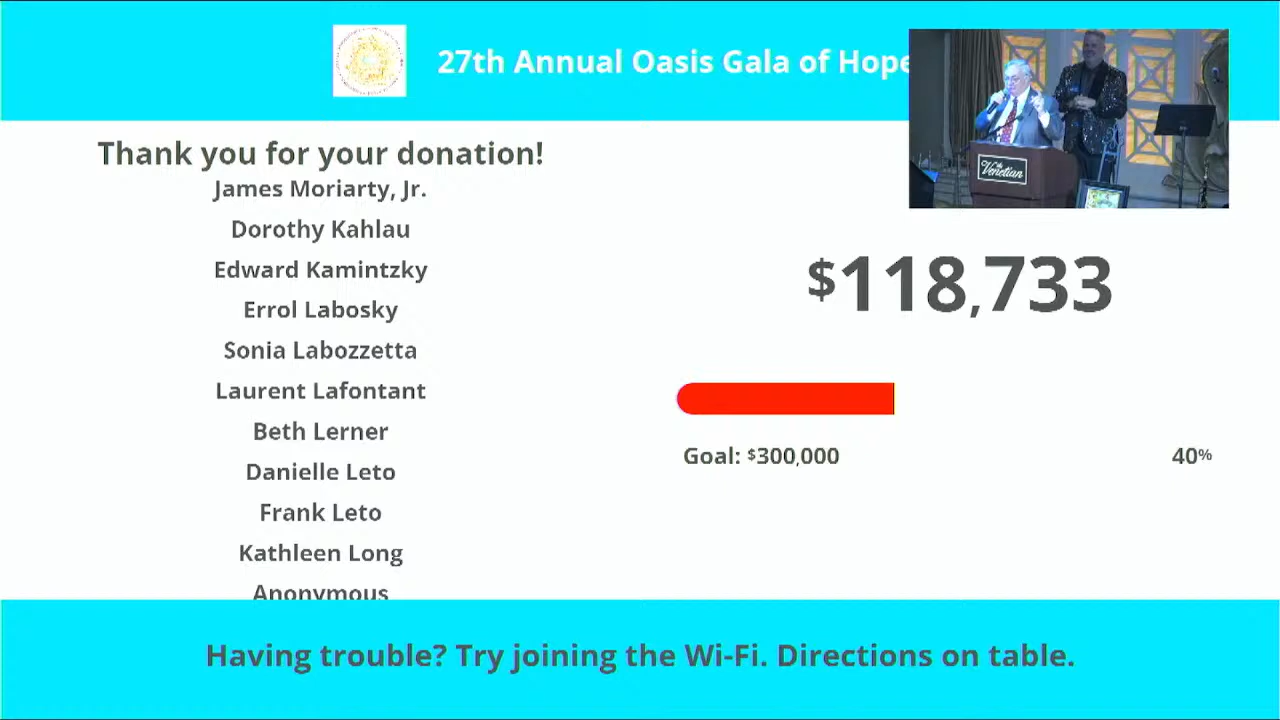 27th Annual Oasis Gala of Hope
the
Venetian
Thank you for your donation!
James Moriarty, Jr.
Dorothy Kahlau
Edward Kamintzky
Errol Labosky
Sonia Labozzetta
Laurent Lafontant
Beth Lerner
Danielle Leto
Frank Leto
Kathleen Long
Anonymous
$118,733
Goal: $300,000
40%
Having trouble? Try joining the Wi-Fi. Directions on table.